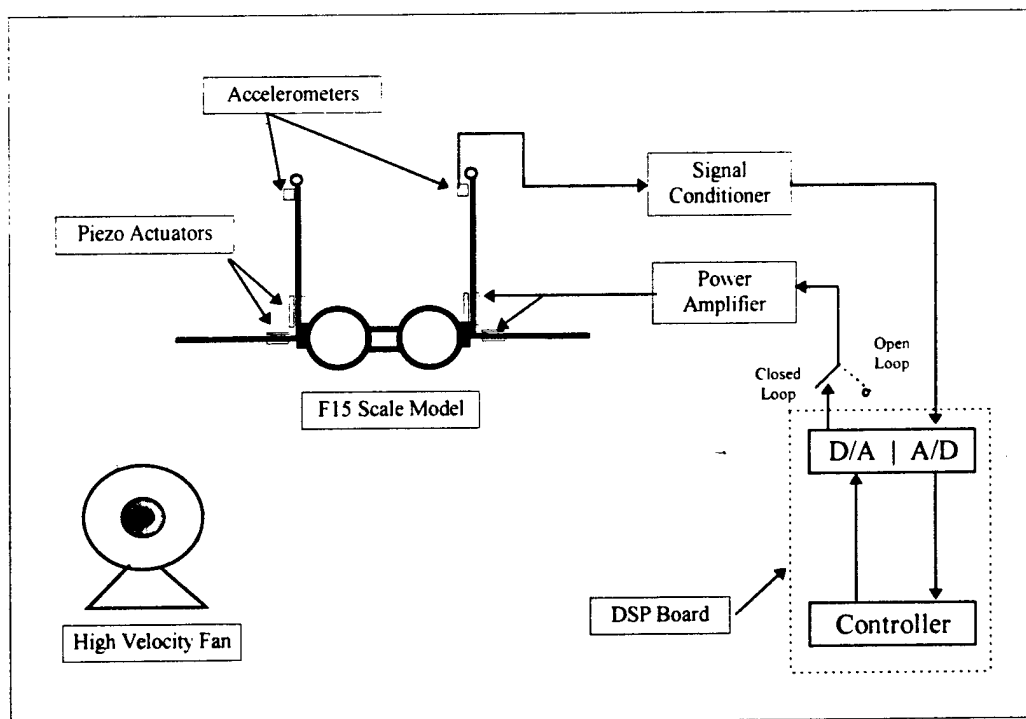 Accelerometers
Signal
Conditioner
Piezo Actuators
Power
Amplifier
Open
Loop
Closed
Loop
F15 Scale Model
D/A | A/D
DSP Board
Controller
High Velocity Fan